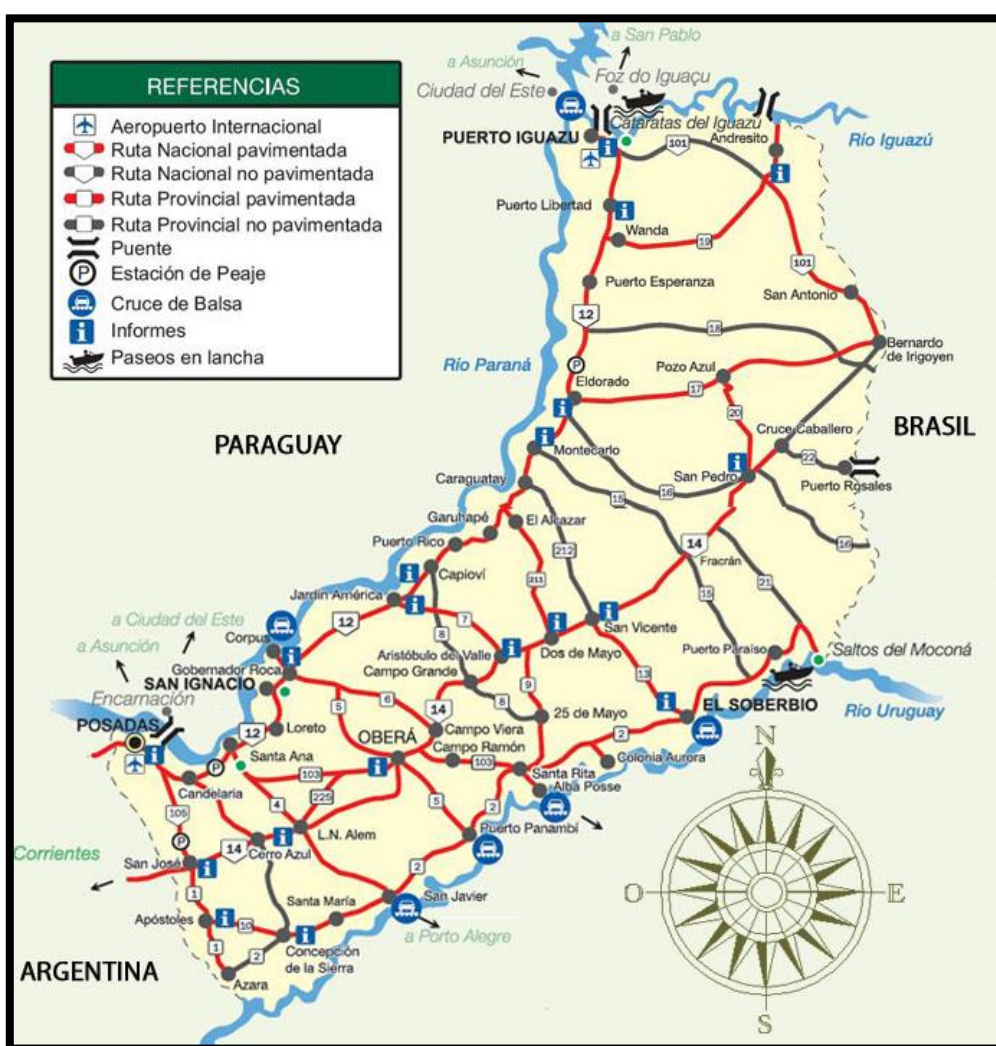 REFERENCIAS
Aeropuerto Internacional
Ruta Nacional pavimentada
Ruta Nacional no pavimentada
Ruta Provincial pavimentada
Ruta Provincial no pavimentada
Puente
P
Estación de Peaje
Cruce de Balsa
i
Informes
Paseos en lancha
a San Pablo
a Asunción
Foz do Iguaçu
Ciudad del Este
PUERTO IGUAZU
Cataratas del Iguazú
Río Iguazú
Andresito
101
i
i
Puerto Libertad
i
Wanda
19
101
Puerto Esperanza
San Antonio
12
18
Bernardo
de Irigoyen
Río Paraná
P
Pozo Azul
Eldorado
17
20
i
BRASIL
PARAGUAY
Cruce Caballero
i
Montecarlo
i
22
San Pedro
Puerto Rosales
Caraguatay
15
16
Garuhapé
El Alcazar
Puerto Rico
212
14
16
Fracrán
Capioví
i
211
21
Jardín América
i
15
a Ciudad del Este
12
7
i
San Vicente
Corpus
8
i
i
a Asunción
Aristóbulo del Valle
Dos de Mayo
Puerto Paraíso
Saltos del Moconá
Gobernador Roca
i
Campo Grande
13
SAN IGNACIO
9
Encarnación
5
6
14
8
i
EL SOBERBIO
Río Uruguay
POSADAS
12
Loreto
25 de Mayo
Campo Viera
2
i
Santa Ana
OBERÁ
Campo Ramón
N
P
103
i
103
Colonia Aurora
Candelaria
Santa Rita
4
225
5
Alba Posse
105
2
L.N. Alem
Puerto Panambí
P
14
i
Cerro Azul
Corrientes
San José
i
2
1
O
E
Santa María
San Javier
Apóstoles
i
10
i
a Porto Alegre
1
2
Concepción
de la Sierra
ARGENTINA
Azara
S